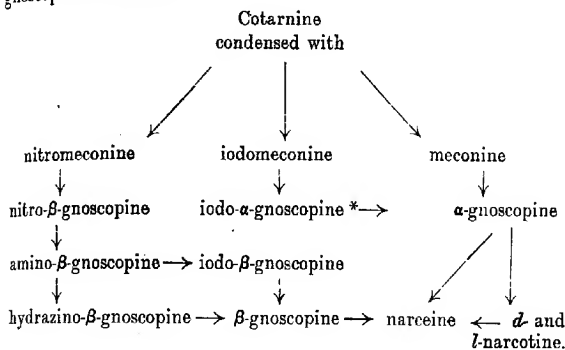 Cotarnine
condensed with
nitromeconine iodomeconine meconine
nitro-β-gnoscopine iodo-α-gnoscopine * → α-gnoscopine
amino-β-gnoscopine → iodo-β-gnoscopine
hydrazino-β-gnoscopine → β-gnoscopine → narceine ← d- and
l-narcotine.